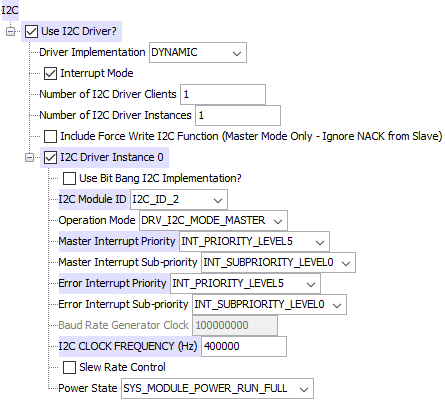 I2C
Use I2C Driver?
Driver Implementation DYNAMIC
Interrupt Mode
Number of I2C Driver Clients 1
Number of I2C Driver Instances 1
Include Force Write I2C Function (Master Mode Only - Ignore NACK from Slave)
I2C Driver Instance 0
Use Bit Bang I2C Implementation?
I2C Module ID I2C_ID_2
Operation Mode DRV_I2C_MODE_MASTER
Master Interrupt Priority INT_PRIORITY_LEVEL5
Master Interrupt Sub-priority INT_SUBPRIORITY_LEVEL0
Error Interrupt Priority INT_PRIORITY_LEVEL5
Error Interrupt Sub-priority INT_SUBPRIORITY_LEVEL0
Baud Rate Generator Clock 100000000
I2C CLOCK FREQUENCY (Hz) 400000
Slew Rate Control
Power State SYS_MODULE_POWER_RUN_FULL